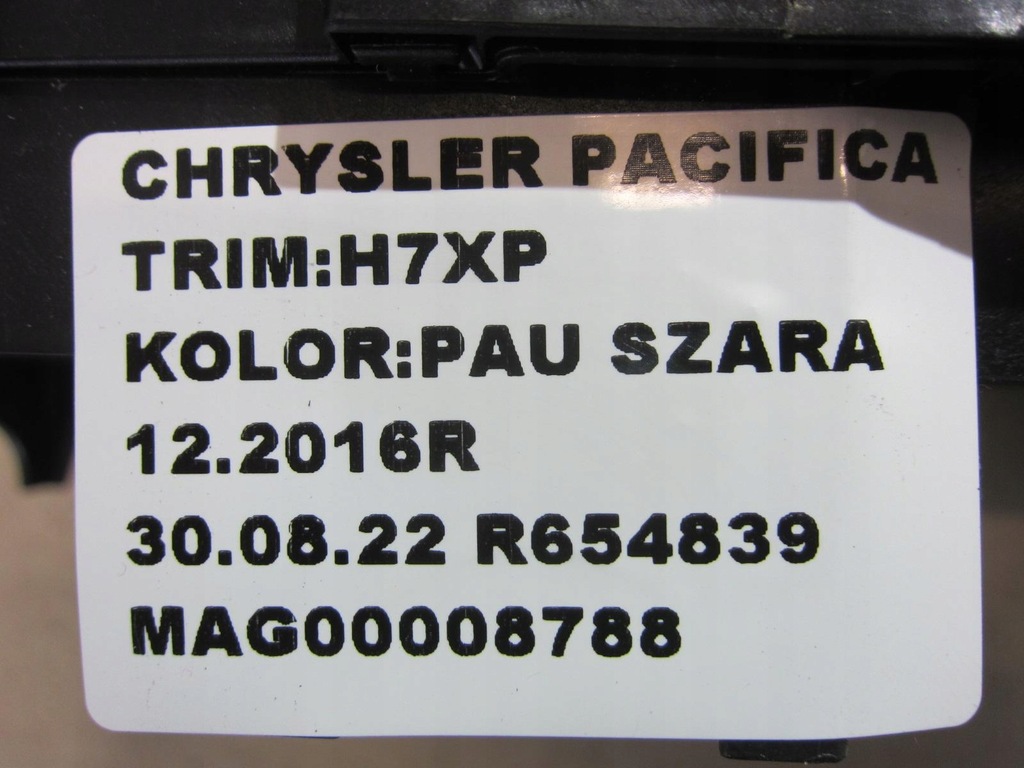 CHRYSLER PACIFICA
TRIM:H7XP
KOLOR:PAU SZARA
12.2016R
30.08.22 R654839
MAG00008788